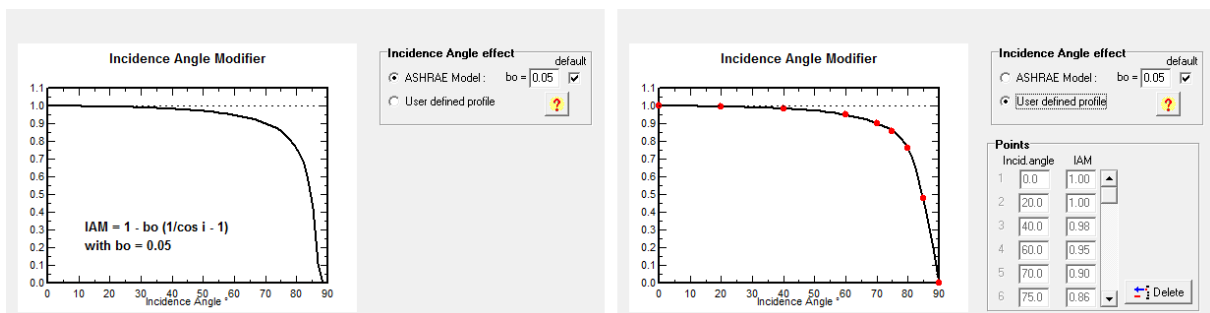 Incidence Angle Modifier
1.1
1.0
0.9
0.8
0.7
0.6
0.5
0.4
0.3
0.2
0.1
0.0
IAM = 1 - bo (1/cos i - 1)
with bo = 0.05
0 10 20 30 40 50 60 70 80 90
Incidence Angle °
Incidence Angle effect
default
ASHRAE Model : bo = 0.05
User defined profile
?
Incidence Angle Modifier
1.1
1.0
0.9
0.8
0.7
0.6
0.5
0.4
0.3
0.2
0.1
0.0
0 10 20 30 40 50 60 70 80 90
Incidence Angle °
Incidence Angle effect
default
ASHRAE Model : bo = 0.05
User defined profile
?
Points
Incid.angle IAM
1 0.0 1.00
2 20.0 1.00
3 40.0 0.98
4 60.0 0.95
5 70.0 0.90
6 75.0 0.86
Delete